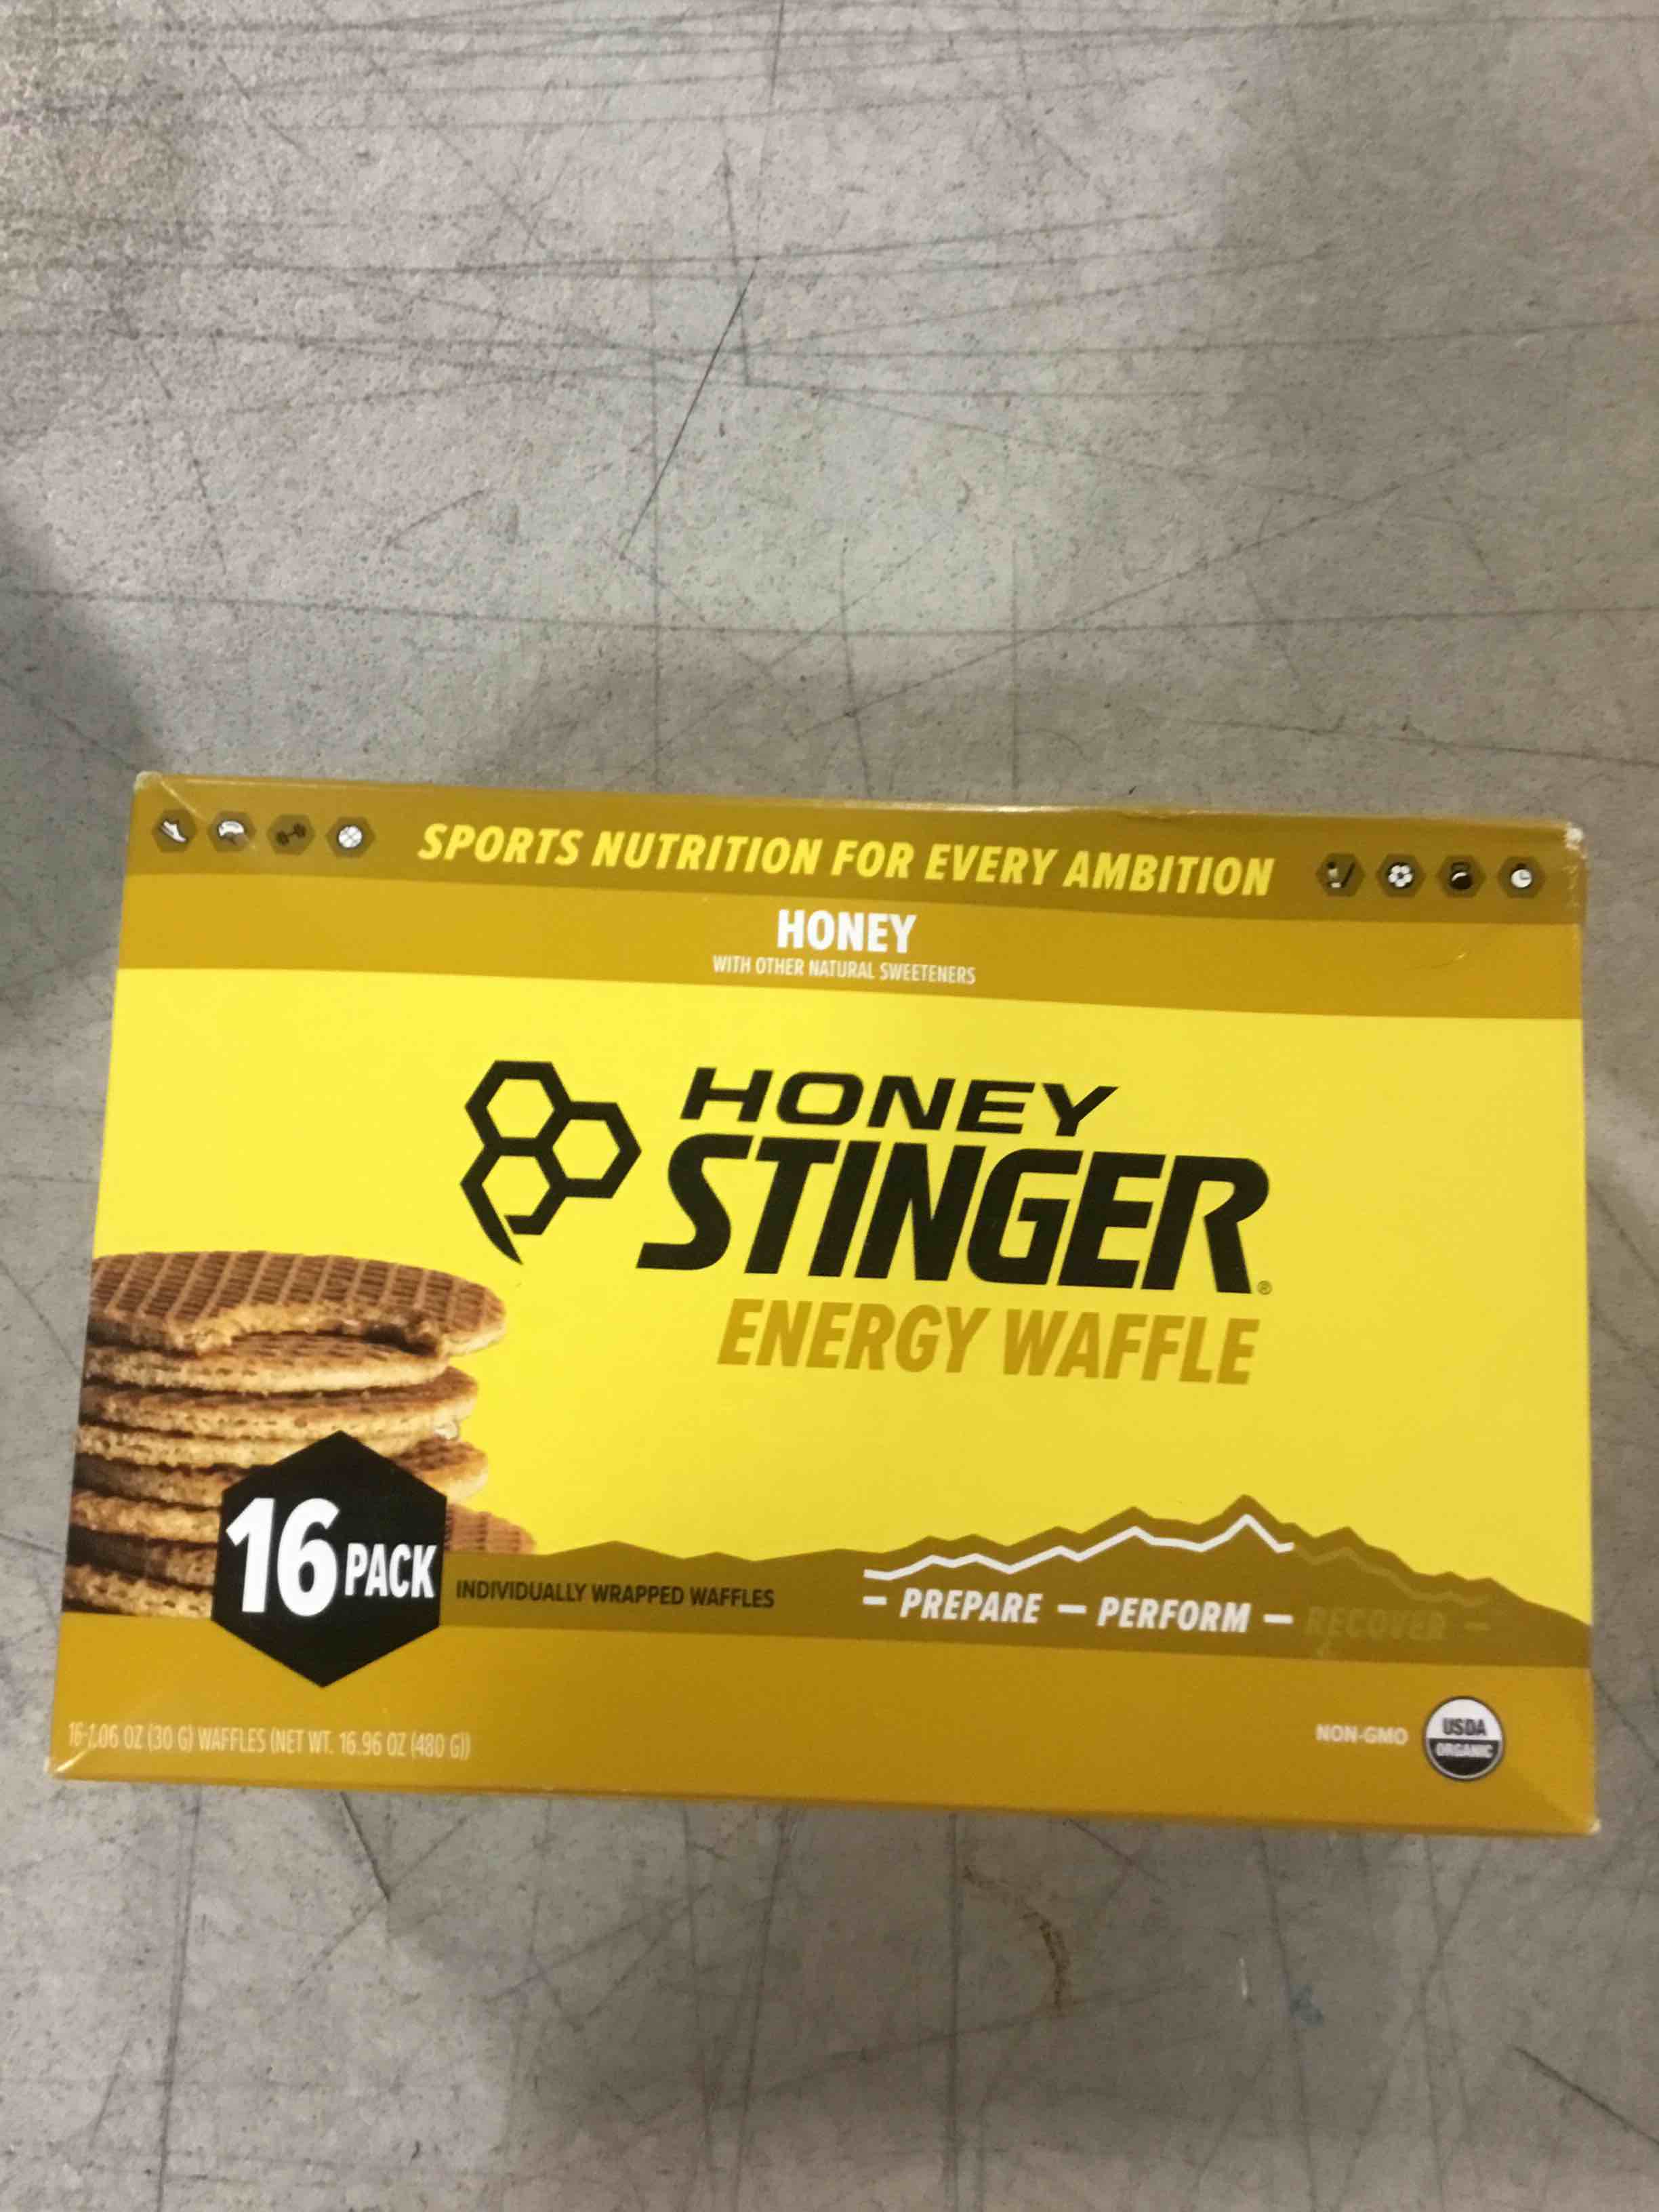 SPORTS NUTRITION FOR EVERY AMBITION
HONEY
WITH OTHER NATURAL SWEETENERS
HONEY
STINGER®
ENERGY WAFFLE
16 PACK
INDIVIDUALLY WRAPPED WAFFLES
– PREPARE – PERFORM – RECOVER –
16-1.06 OZ (30 G) WAFFLES (NET WT. 16.96 OZ (480 G))
NON-GMO
USDA
ORGANIC